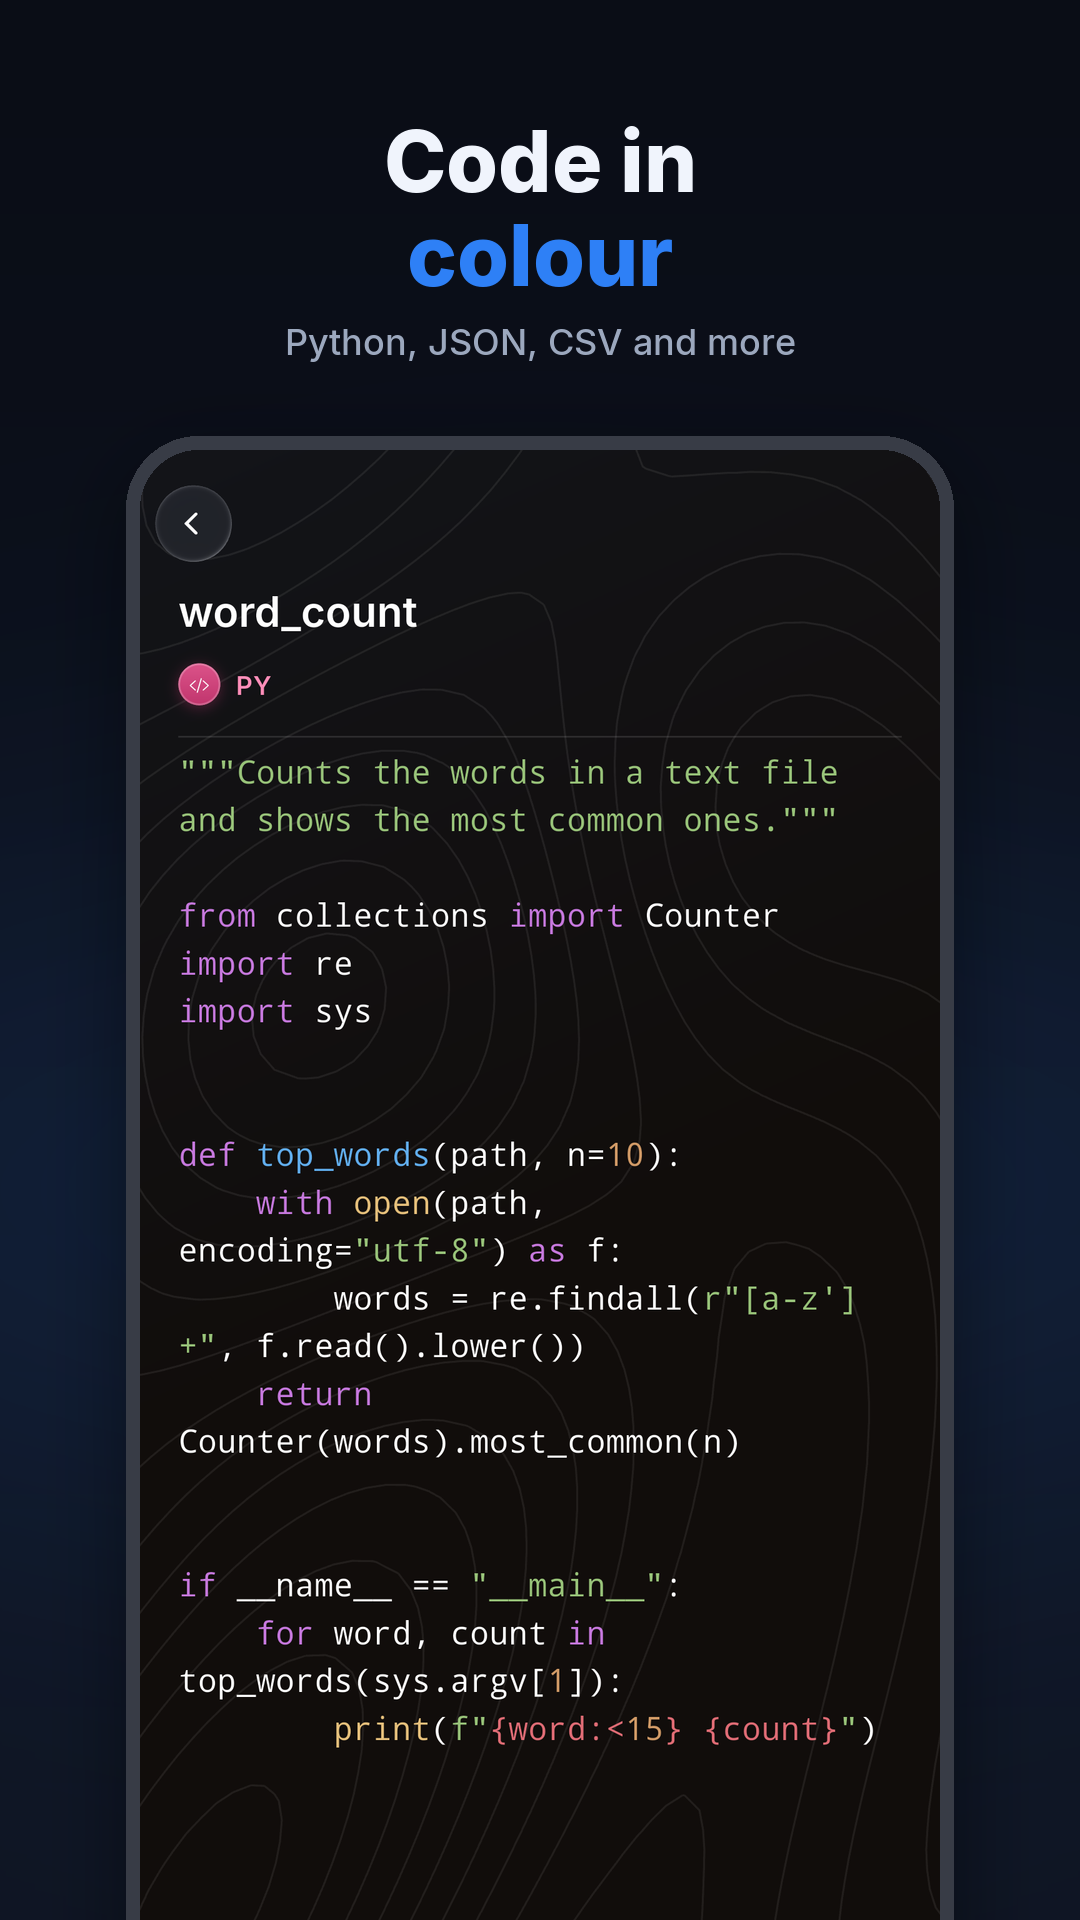 Code in
colour
Python, JSON, CSV and more
word_count
</> PY
"""Counts the words in a text file
and shows the most common ones."""

from collections import Counter
import re
import sys


def top_words(path, n=10):
    with open(path,
encoding="utf-8") as f:
        words = re.findall(r"[a-z']
+", f.read().lower())
    return
Counter(words).most_common(n)


if __name__ == "__main__":
    for word, count in
top_words(sys.argv[1]):
        print(f"{word:<15} {count}")